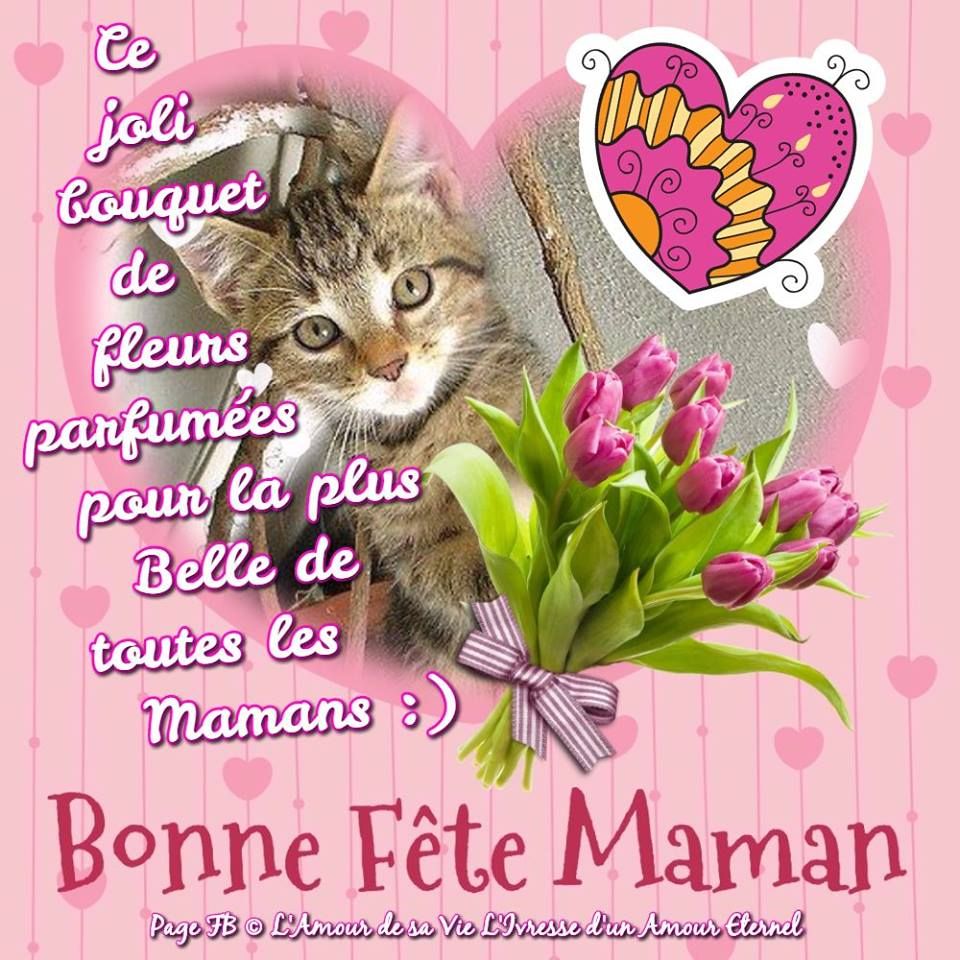 Ce
joli
bouquet
de
fleurs
parfumées
pour la plus
Belle de
toutes les
Mamans :)
Bonne Fête Maman
Page FB © L'Amour de sa Vie L'Ivresse d'un Amour Eternel